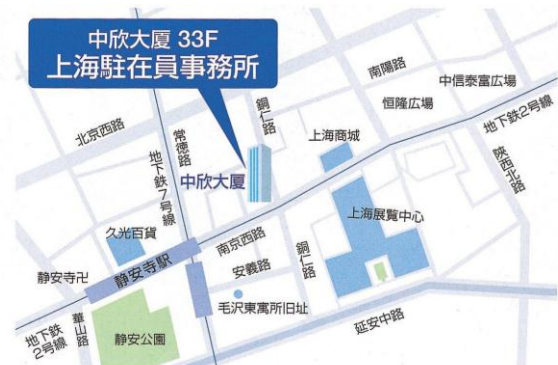 中欣大厦 33F
上海駐在員事務所
南陽路
中信泰富広場
恒隆広場
地下鉄2号線
銅仁路
北京西路
常徳路
上海商城
陝西北路
地下鉄7号線
中欣大厦
上海展覧中心
久光百貨
南京西路
静安寺駅
安義路
銅仁路
静安寺卍
毛沢東寓所旧址
延安中路
地下鉄
2号線
華山路
静安公園